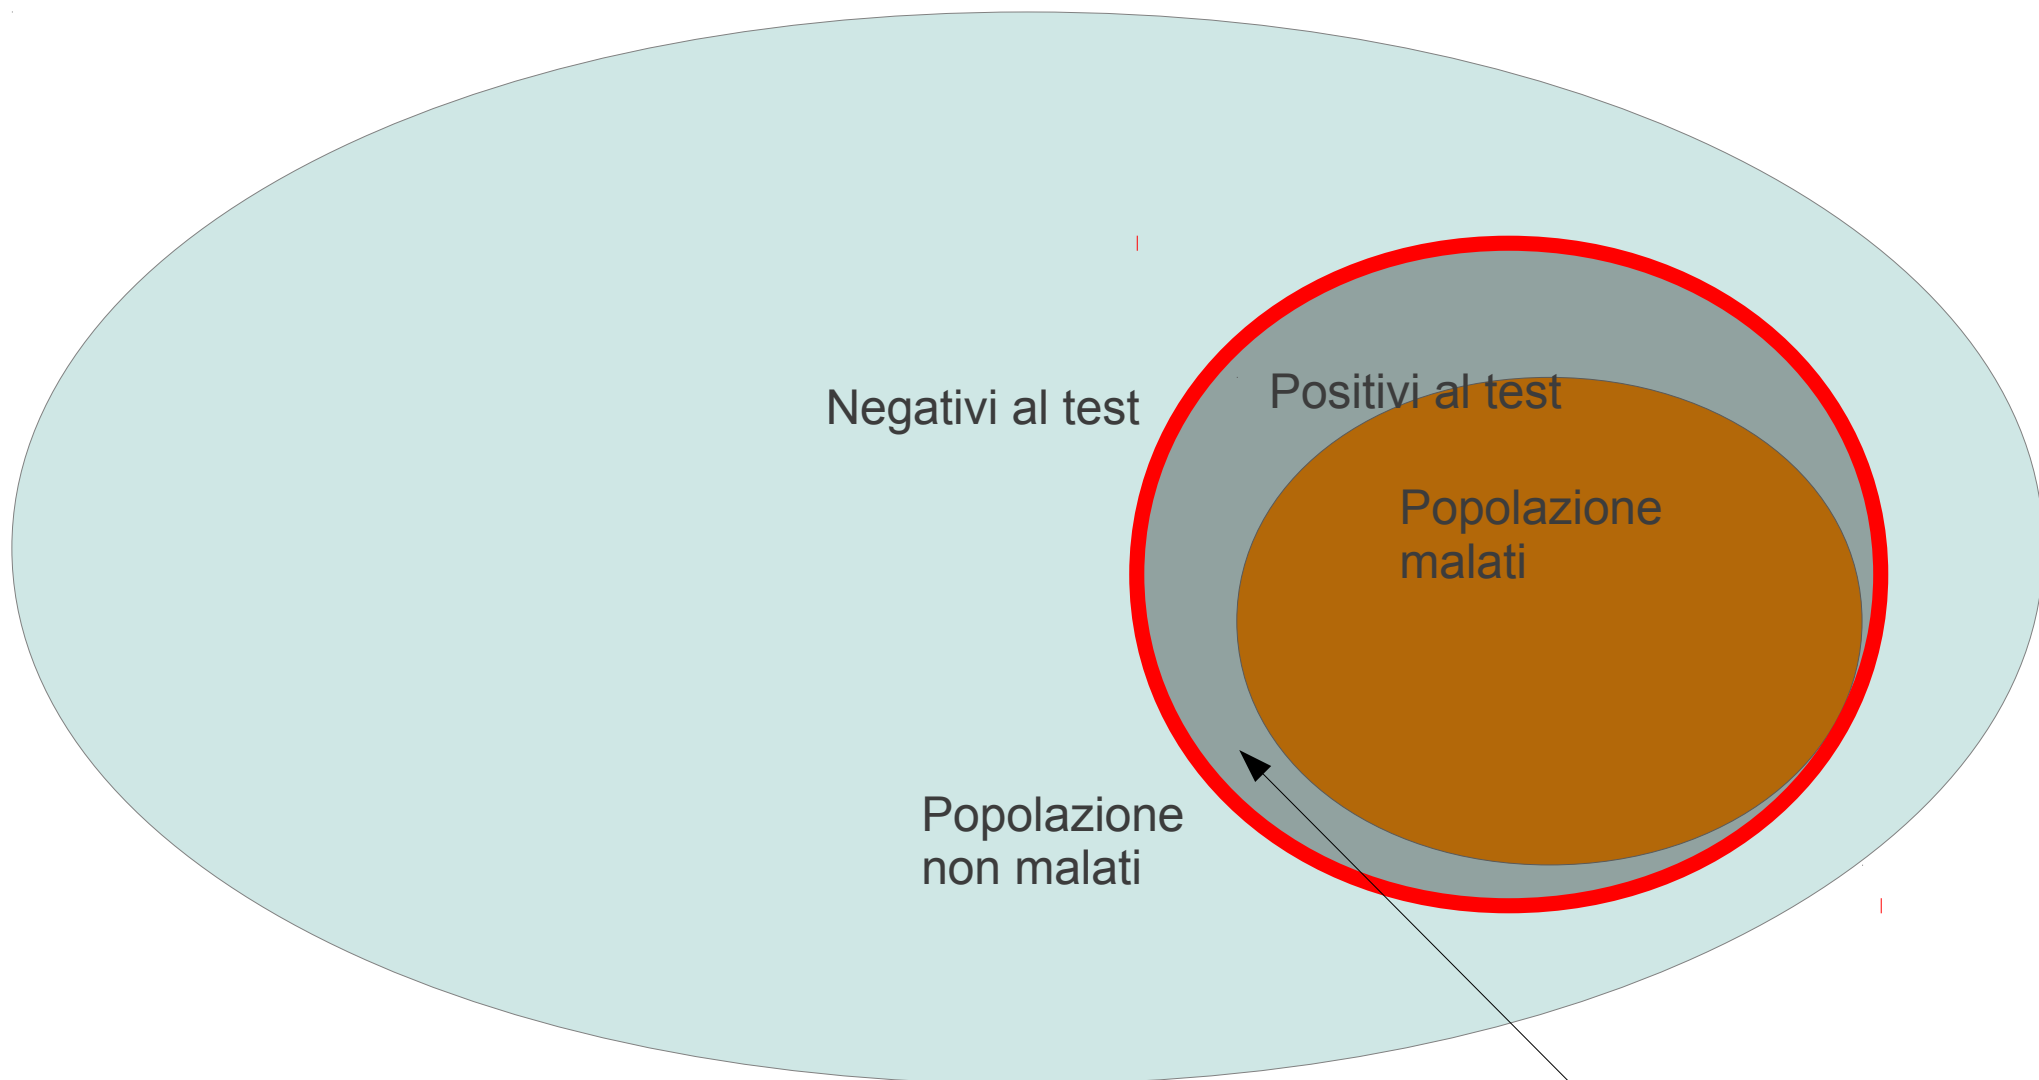 Positivi al test
Negativi al test
Popolazione
malati
Popolazione
non malati